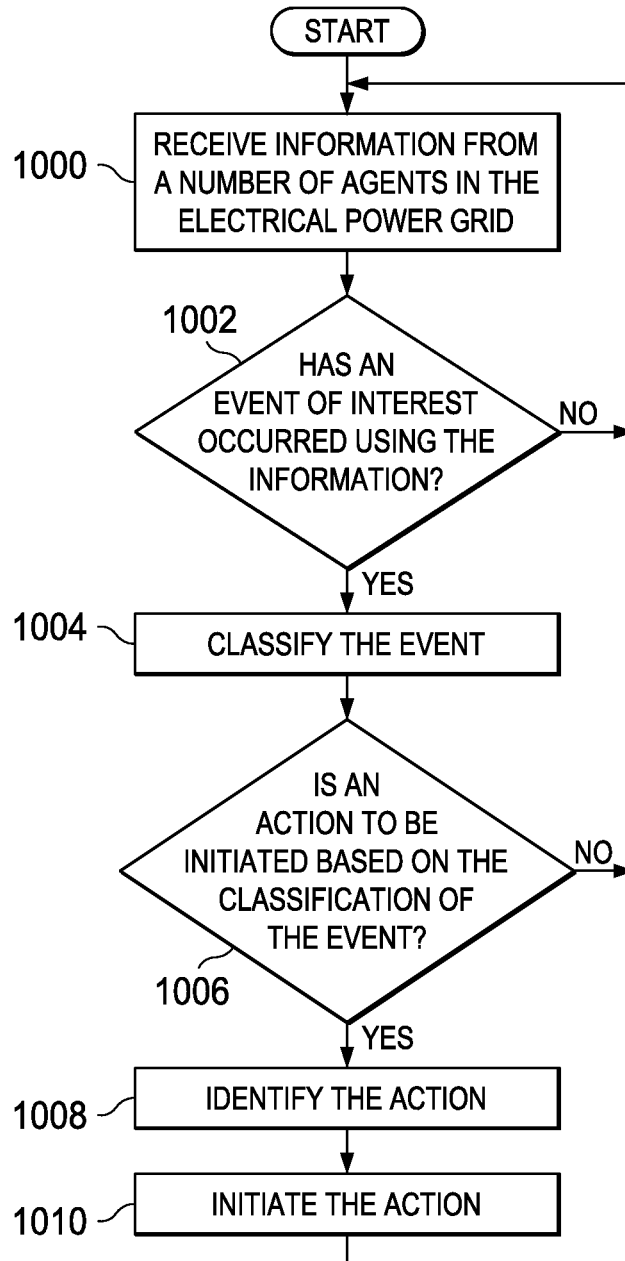 START
1000
RECEIVE INFORMATION FROM
A NUMBER OF AGENTS IN THE
ELECTRICAL POWER GRID
1002
HAS AN
EVENT OF INTEREST
OCCURRED USING THE
INFORMATION?
NO
YES
1004
CLASSIFY THE EVENT
IS AN
ACTION TO BE
INITIATED BASED ON THE
CLASSIFICATION OF
THE EVENT?
NO
1006
YES
1008
IDENTIFY THE ACTION
1010
INITIATE THE ACTION